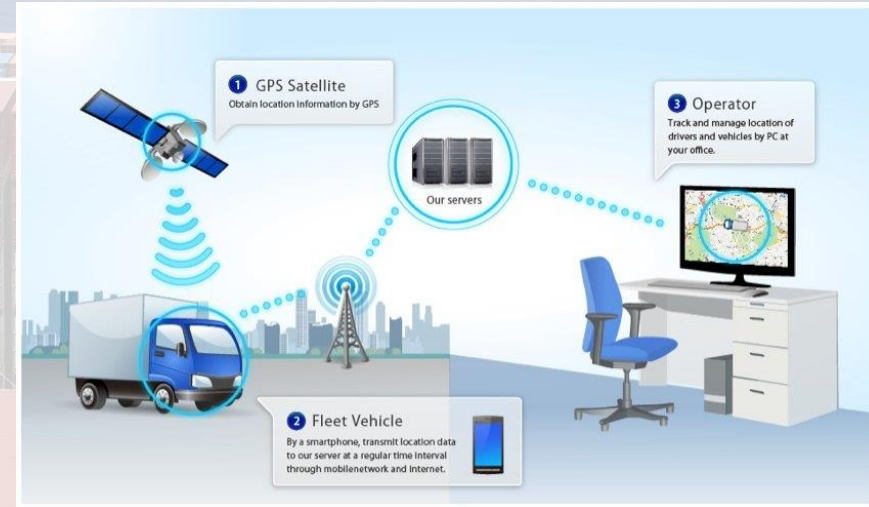 1 GPS Satellite
Obtain location information by GPS
Our servers
3 Operator
Track and manage location of
drivers and vehicles by PC at
your office.
2 Fleet Vehicle
By a smartphone, transmit location data
to our server at a regular time interval
through mobilenetwork and internet.